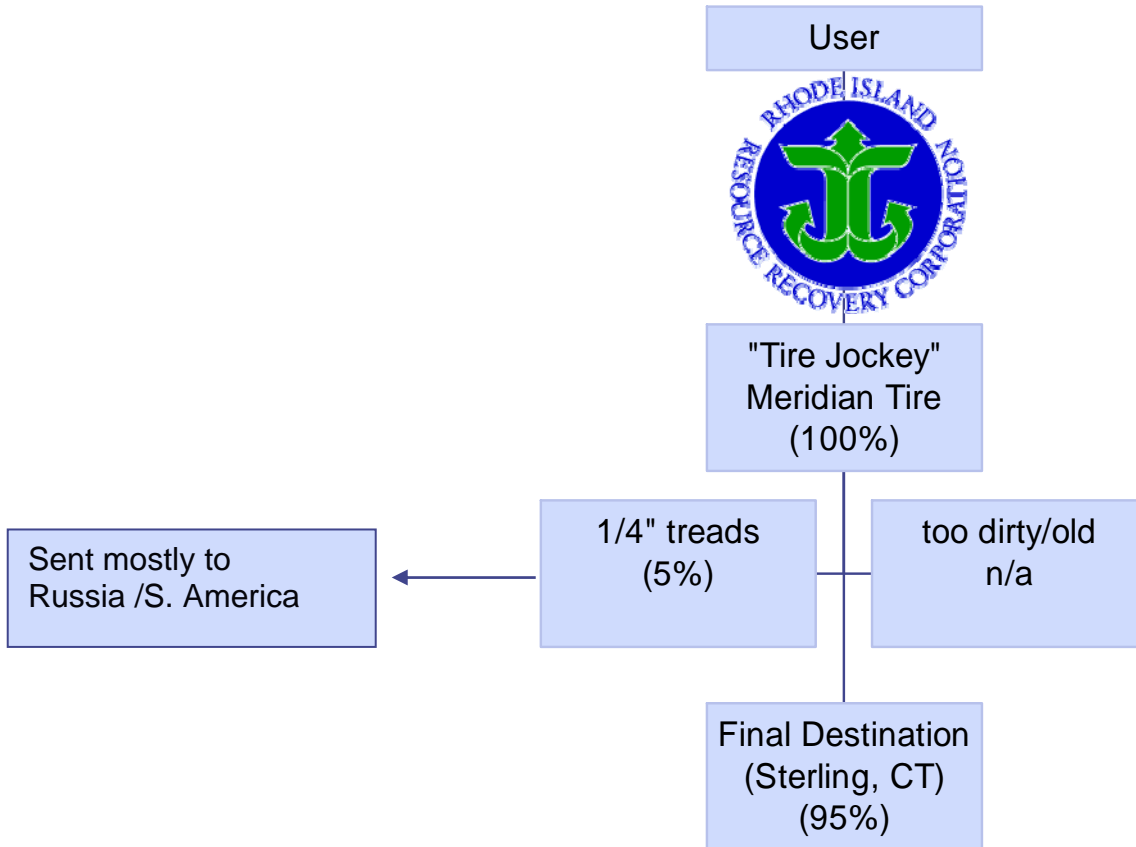 User
RHODE ISLAND
RESOURCE RECOVERY CORPORATION
"Tire Jockey"
Meridian Tire
(100%)
1/4" treads
(5%)
too dirty/old
n/a
Sent mostly to
Russia /S. America
Final Destination
(Sterling, CT)
(95%)